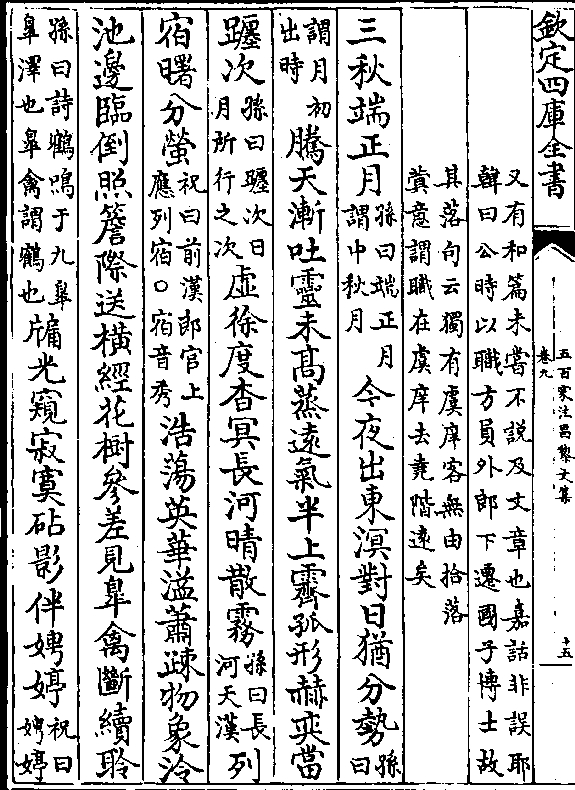 欽定四庫全書
五百家注昌黎文集
卷九
十五
又有和篇未嘗不說及文章也嘉話非誤耶
韓曰公時以職方員外郎下遷國子博士故
其落句云獨有虞庠客無由拾落
蓂意謂職在虞庠去堯階遠矣
三秋端正月孫曰端正月謂中秋月今夜出東溟對日猶分勢孫曰
謂月初出時騰天漸吐靈未髙蒸遠氣半上霽孤形赫奕當
躔次孫曰躔次日月所行之次虛徐度杳冥長河晴散霧孫曰長河天漢列
宿曙分螢祝曰前漢郎官上應列宿○宿音秀浩蕩英華溢蕭疎物象泠
池邊臨倒照簷際送橫經花樹參差見臯禽斷續聆
孫曰詩鶴鳴于九臯臯澤也臯禽謂鶴也牖光窺寂寞砧影伴娉婷祝曰娉婷